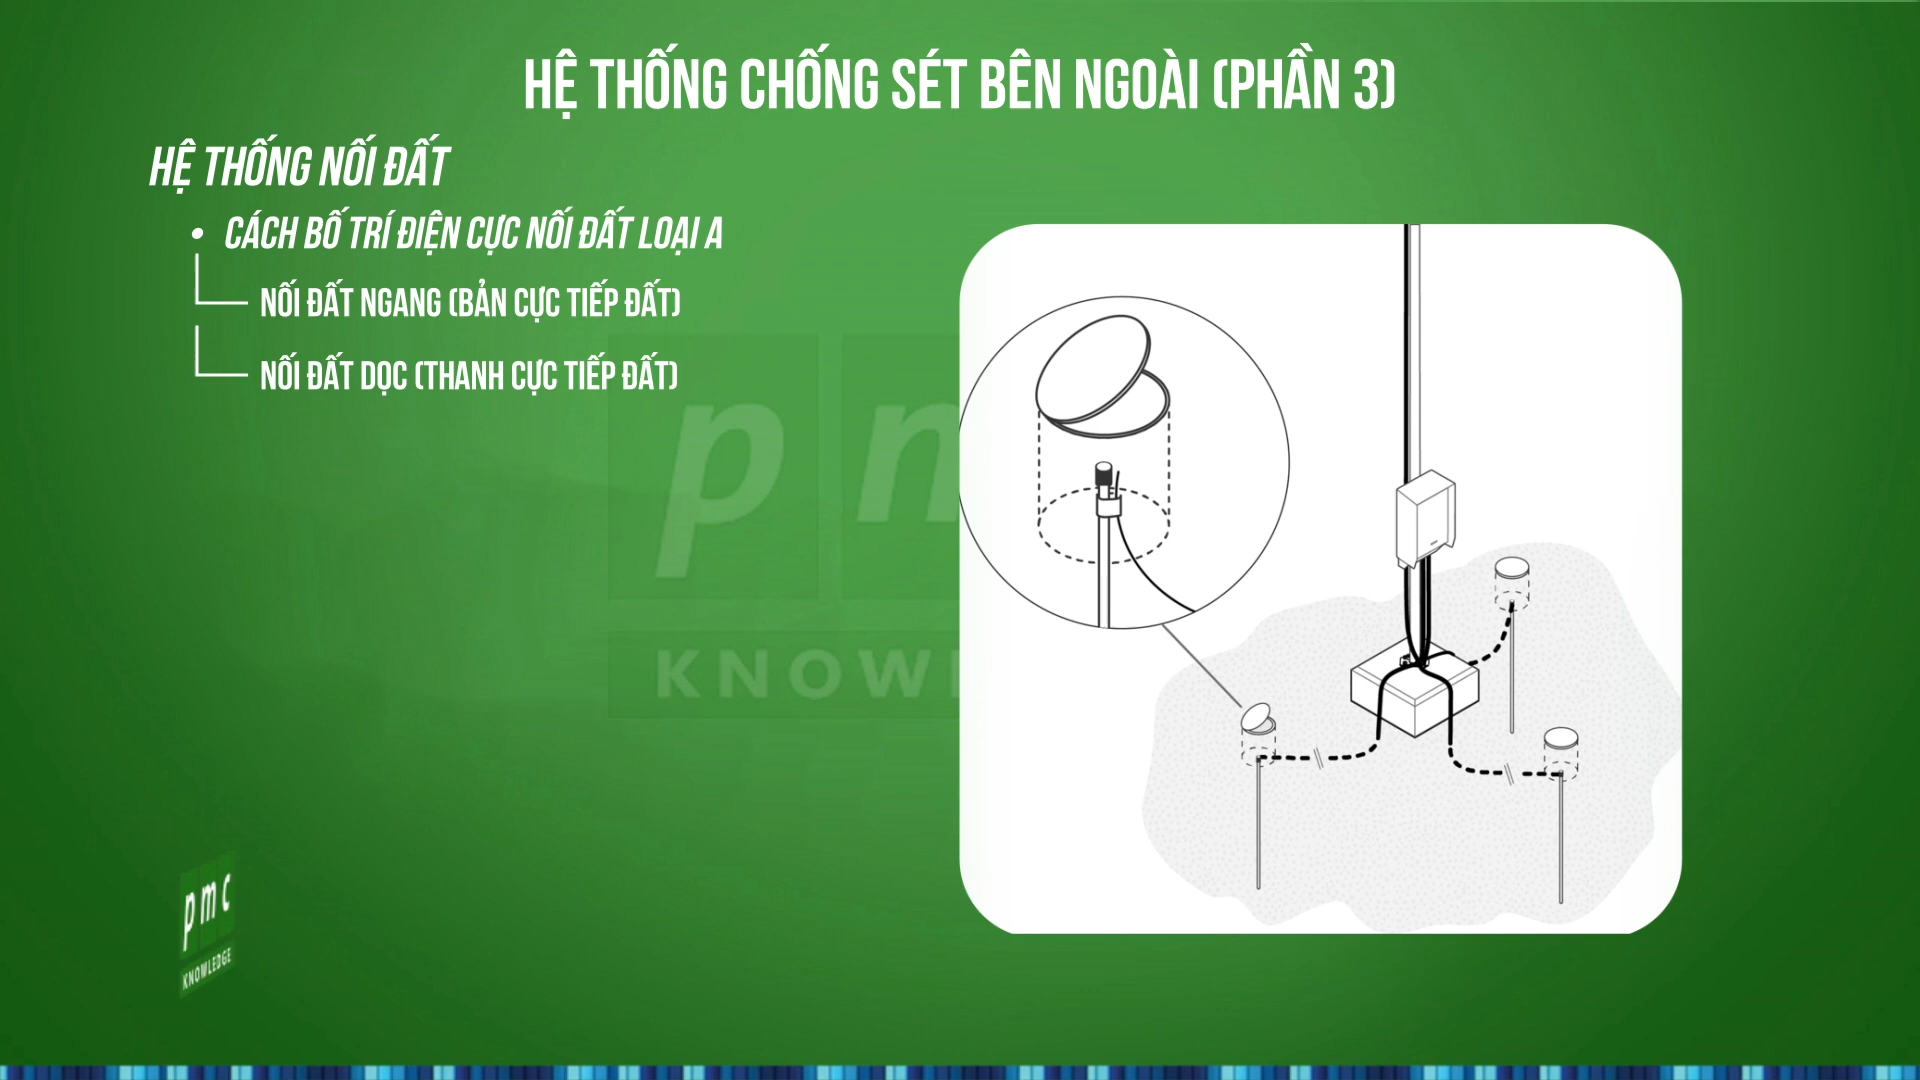 HỆ THỐNG CHỐNG SÉT BÊN NGOÀI (PHẦN 3)
HỆ THỐNG NỐI ĐẤT
• CÁCH BỐ TRÍ ĐIỆN CỰC NỐI ĐẤT LOẠI A
NỐI ĐẤT NGANG (BẢN CỰC TIẾP ĐẤT)
NỐI ĐẤT DỌC (THANH CỰC TIẾP ĐẤT)
p m
KNOWL
p m c
KNOWLEDGE